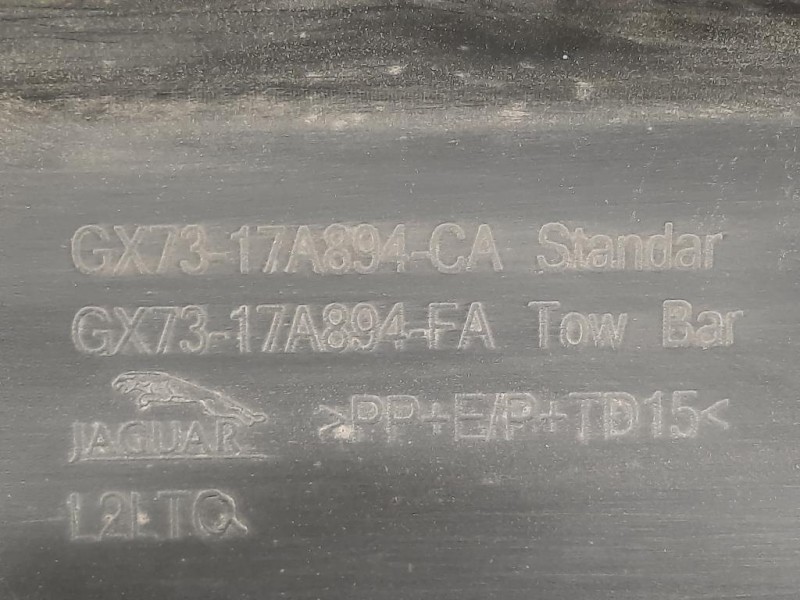 GX73-17A894-CA Standar
GX73-17A894-FA Tow Bar
JAGUAR >PP+E/P+TD15<
L2LTQ